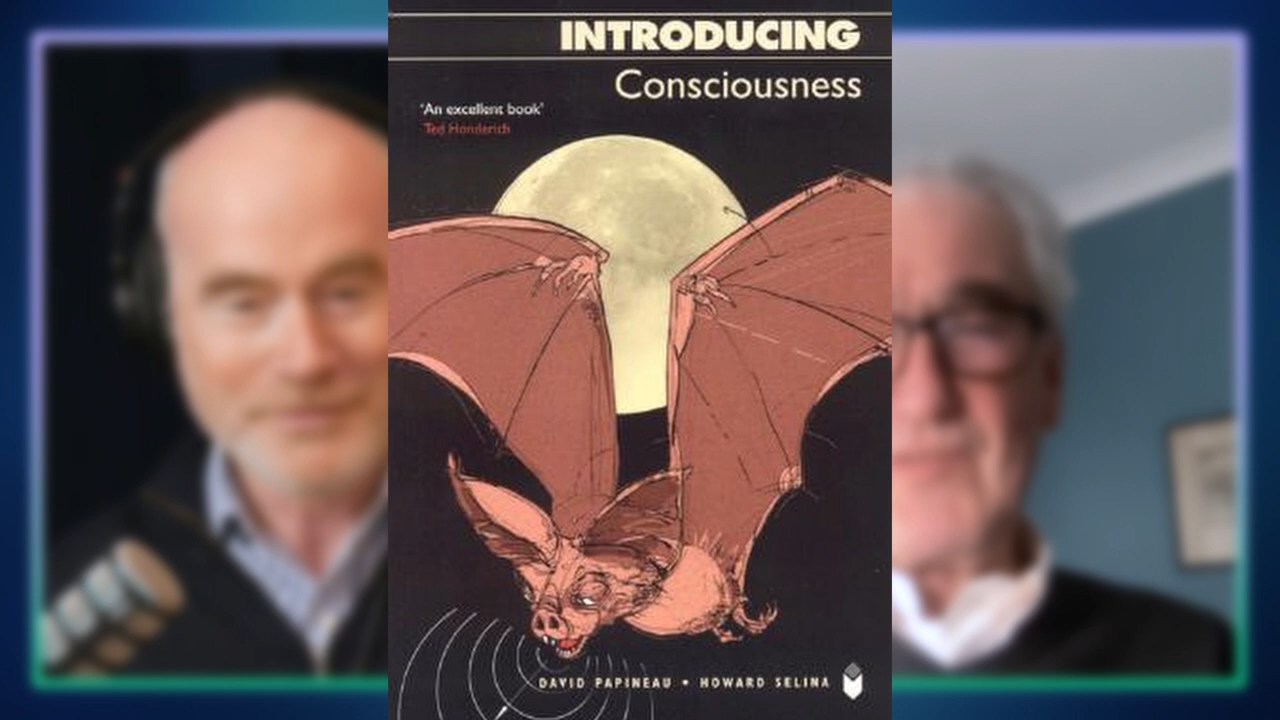 INTRODUCING
Consciousness
'An excellent book'
Ted Honderich
DAVID PAPINEAU • HOWARD SELINA